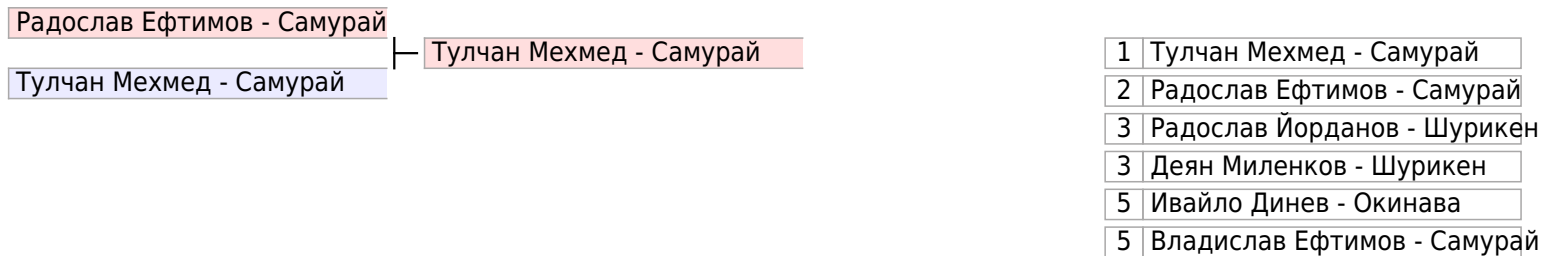 Радослав Ефтимов - Самурай
Тулчан Мехмед - Самурай
Тулчан Мехмед - Самурай
1 Тулчан Мехмед - Самурай
2 Радослав Ефтимов - Самурай
3 Радослав Йорданов - Шурикен
3 Деян Миленков - Шурикен
5 Ивайло Динев - Окинава
5 Владислав Ефтимов - Самурай